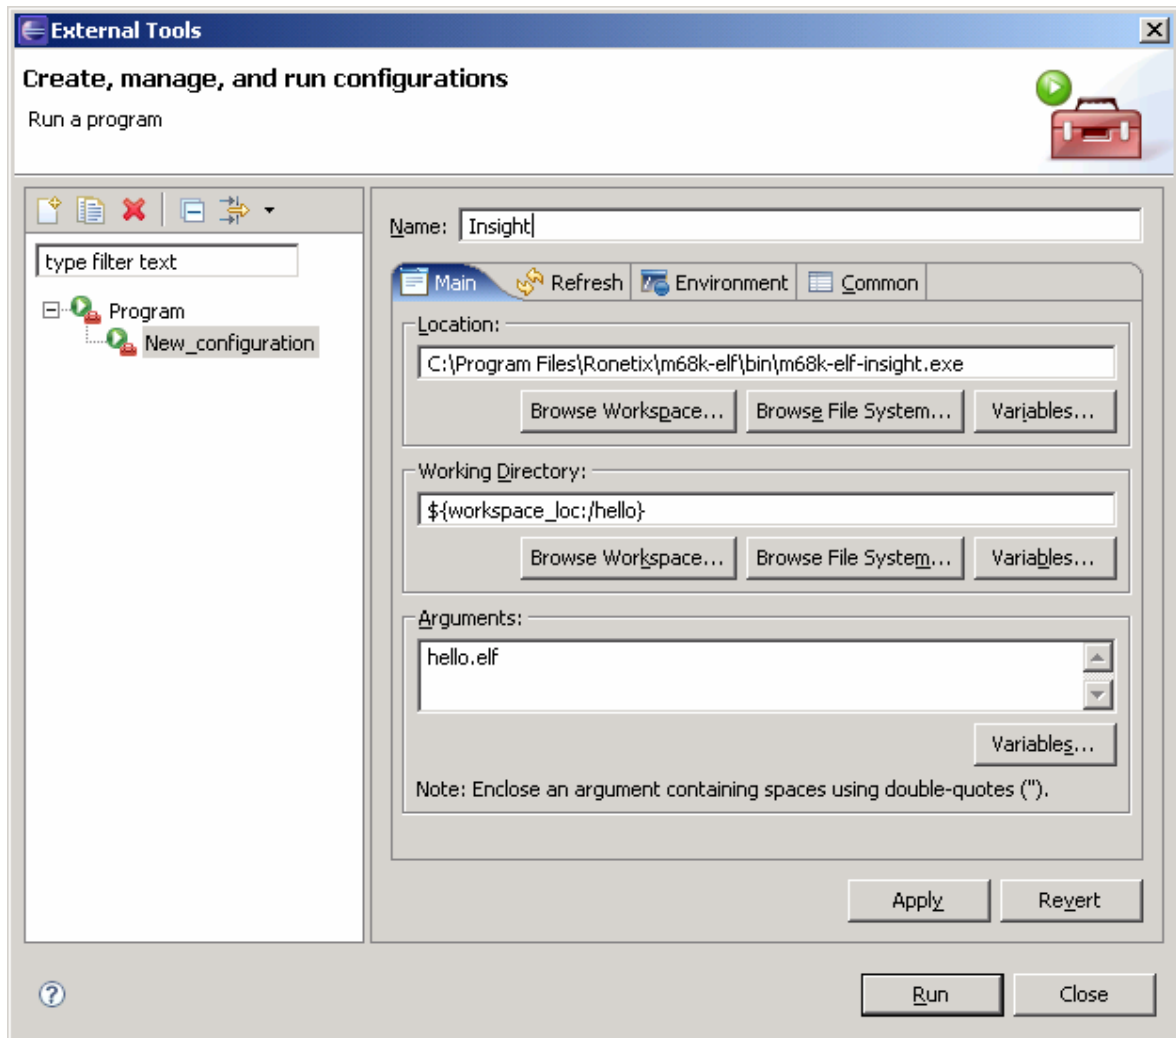 External Tools
Create, manage, and run configurations
Run a program
type filter text
Program
New_configuration
Name: Insight
Main Refresh Environment Common
Location:
C:\Program Files\Ronetix\m68k-elf\bin\m68k-elf-insight.exe
Browse Workspace... Browse File System... Variables...
Working Directory:
${workspace_loc:/hello}
Browse Workspace... Browse File System... Variables...
Arguments:
hello.elf
Variables...
Note: Enclose an argument containing spaces using double-quotes (").
Apply Revert
Run Close